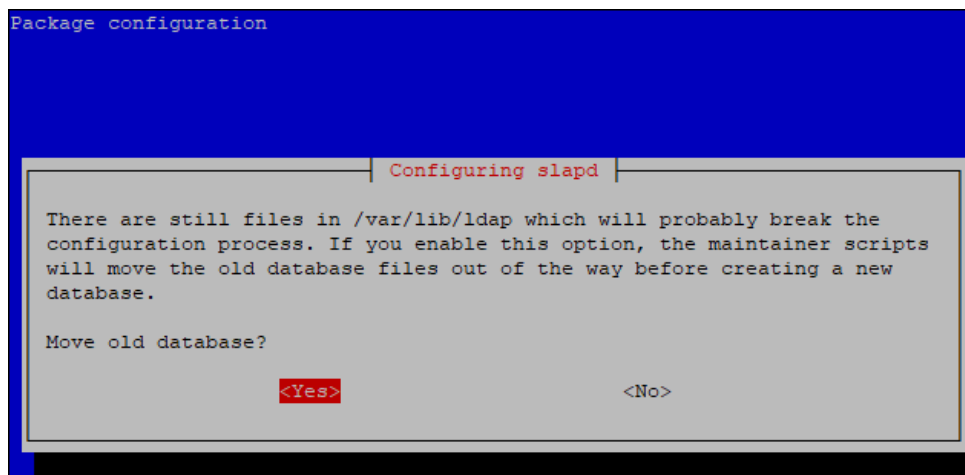 Package configuration
Configuring slapd
There are still files in /var/lib/ldap which will probably break the
configuration process. If you enable this option, the maintainer scripts
will move the old database files out of the way before creating a new
database.
Move old database?
<Yes> <No>